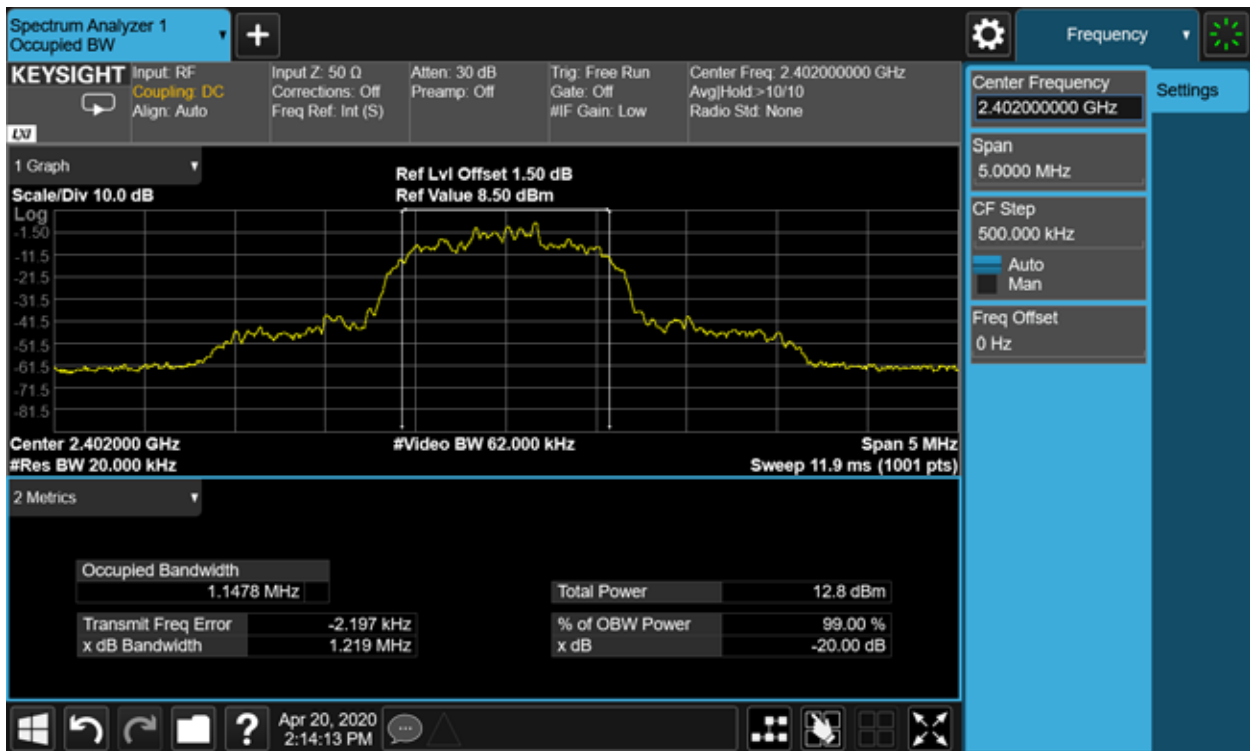 Spectrum Analyzer 1
Occupied BW
+
Frequency
KEYSIGHT
Input: RF
Coupling: DC
Align: Auto
Input Z: 50 Ω
Corrections: Off
Freq Ref: Int (S)
Atten: 30 dB
Preamp: Off
Trig: Free Run
Gate: Off
#IF Gain: Low
Center Freq: 2.402000000 GHz
Avg|Hold:>10/10
Radio Std: None
LXI
Center Frequency
2.402000000 GHz
Settings
Span
5.0000 MHz
CF Step
500.000 kHz
Auto
Man
Freq Offset
0 Hz
1 Graph
Scale/Div 10.0 dB
Ref Lvl Offset 1.50 dB
Ref Value 8.50 dBm
Log
-1.50
-11.5
-21.5
-31.5
-41.5
-51.5
-61.5
-71.5
-81.5
Center 2.402000 GHz
#Video BW 62.000 kHz
Span 5 MHz
#Res BW 20.000 kHz
Sweep 11.9 ms (1001 pts)
2 Metrics
Occupied Bandwidth
1.1478 MHz
Total Power 12.8 dBm
Transmit Freq Error -2.197 kHz
% of OBW Power 99.00 %
x dB Bandwidth 1.219 MHz
x dB -20.00 dB
?
Apr 20, 2020
2:14:13 PM